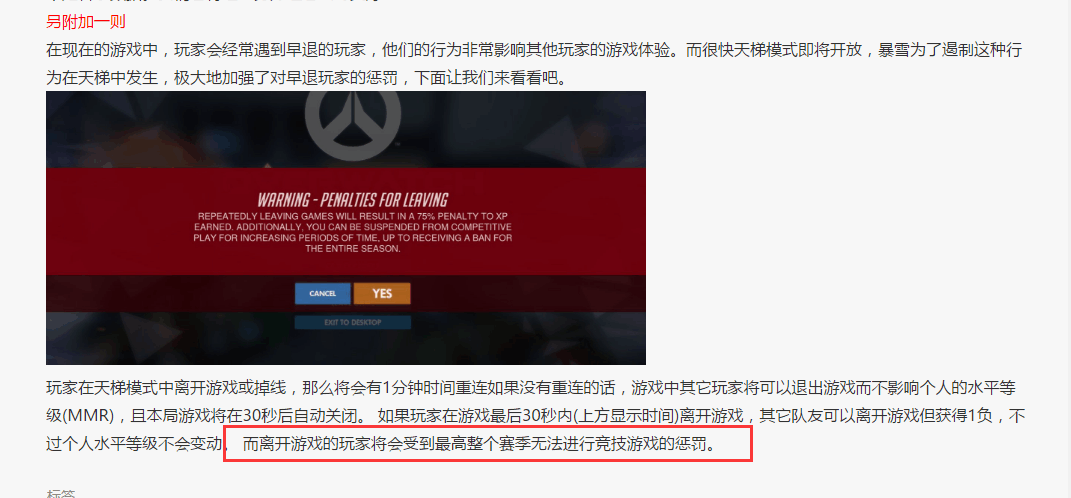 另附加一则
在现在的游戏中，玩家会经常遇到早退的玩家，他们的行为非常影响其他玩家的游戏体验。而很快天梯模式即将开放，暴雪为了遏制这种行
为在天梯中发生，极大地加强了对早退玩家的惩罚，下面让我们来看看吧。
WARNING - PENALTIES FOR LEAVING
REPEATEDLY LEAVING GAMES WILL RESULT IN A 75% PENALTY TO XP
EARNED. ADDITIONALLY, YOU CAN BE SUSPENDED FROM COMPETITIVE
PLAY FOR INCREASING PERIODS OF TIME, UP TO RECEIVING A BAN FOR
THE ENTIRE SEASON.
CANCEL YES
EXIT TO DESKTOP
玩家在天梯模式中离开游戏或掉线，那么将会有1分钟时间重连如果没有重连的话，游戏中其它玩家将可以退出游戏而不影响个人的水平等
级(MMR)，且本局游戏将在30秒后自动关闭。 如果玩家在游戏最后30秒内(上方显示时间)离开游戏，其它队友可以离开游戏但获得1负，不
过个人水平等级不会变动。 而离开游戏的玩家将会受到最高整个赛季无法进行竞技游戏的惩罚。
标签